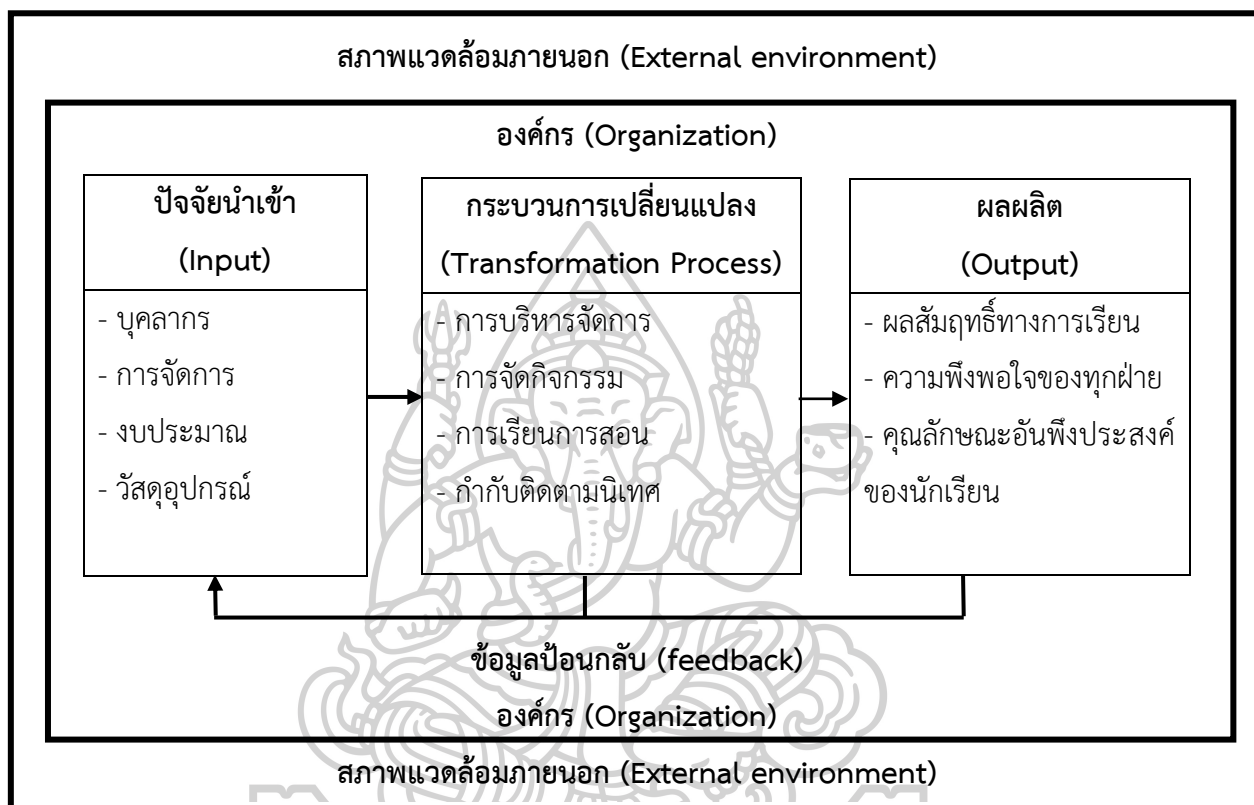 สภาพแวดล้อมภายนอก (External environment)
องค์กร (Organization)
ปัจจัยนำเข้า
(Input)
- บุคลากร
- การจัดการ
- งบประมาณ
- วัสดุอุปกรณ์
กระบวนการเปลี่ยนแปลง
(Transformation Process)
- การบริหารจัดการ
- การจัดกิจกรรม
- การเรียนการสอน
- กำกับติดตามนิเทศ
ผลผลิต
(Output)
- ผลสัมฤทธิ์ทางการเรียน
- ความพึงพอใจของทุกฝ่าย
- คุณลักษณะอันพึงประสงค์
ของนักเรียน
ข้อมูลป้อนกลับ (feedback)
องค์กร (Organization)
สภาพแวดล้อมภายนอก (External environment)